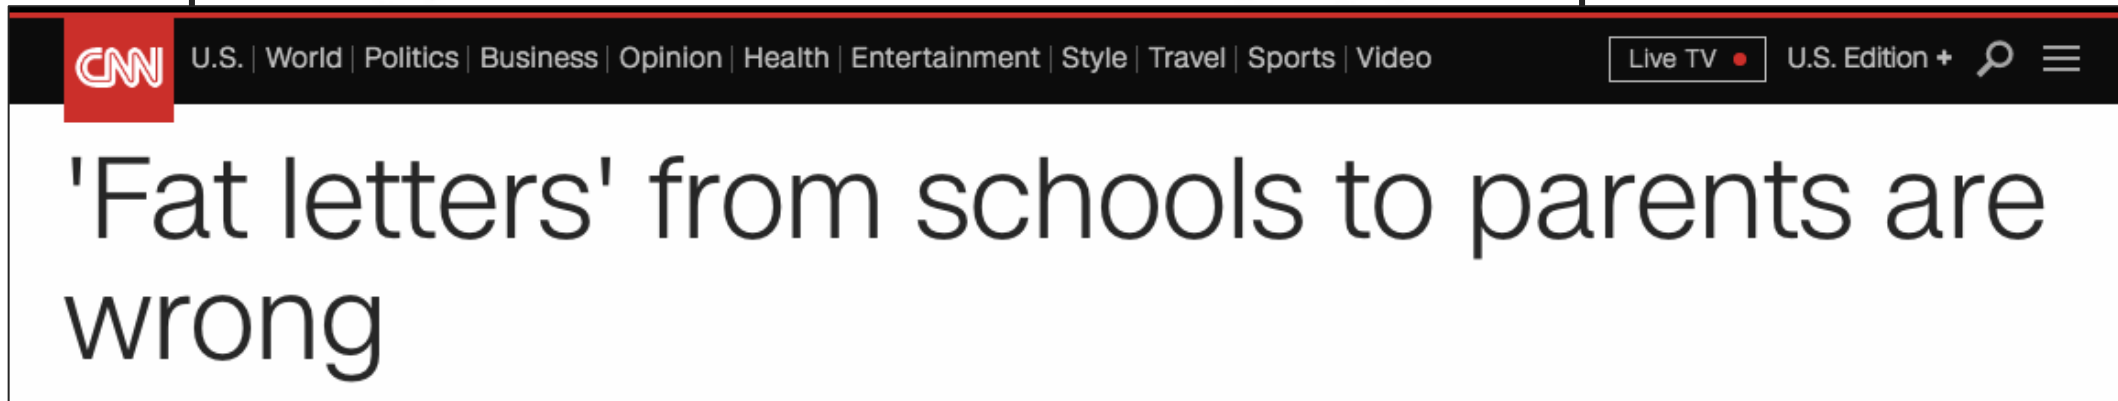 CNN U.S. World Politics Business Opinion Health Entertainment Style Travel Sports Video Live TV U.S. Edition +
'Fat letters' from schools to parents are
wrong